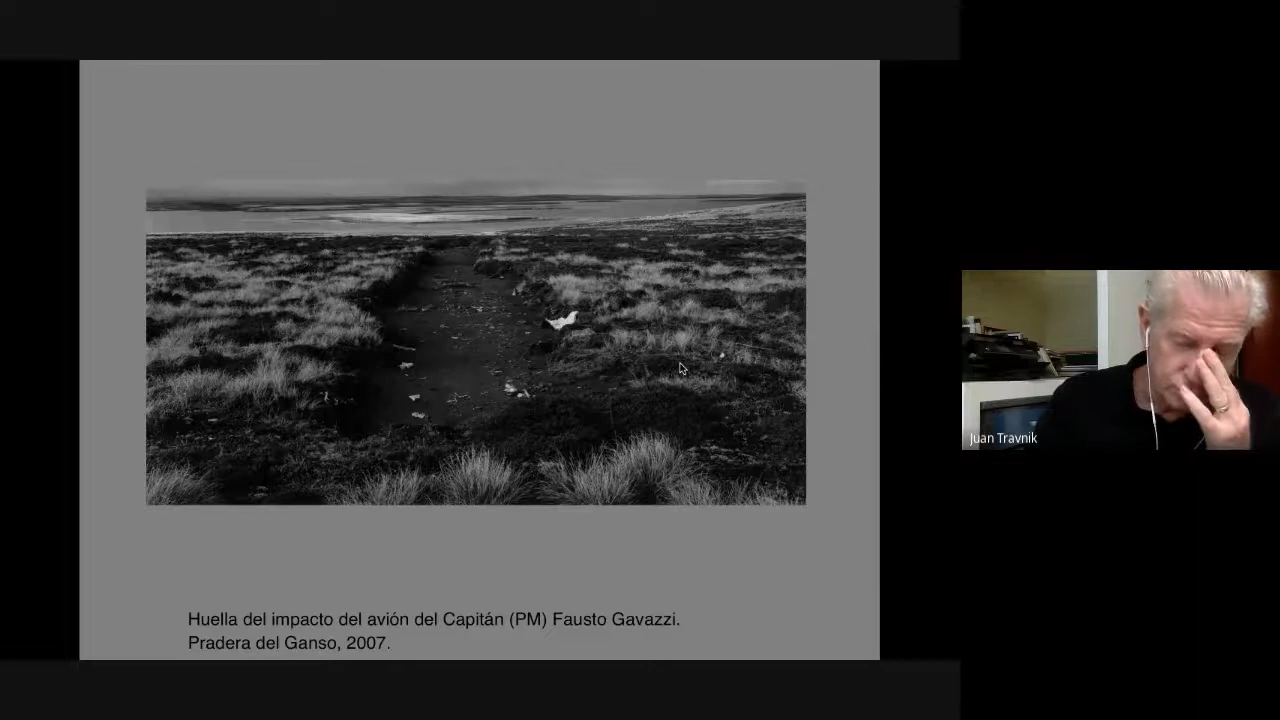 Huella del impacto del avión del Capitán (PM) Fausto Gavazzi.
Pradera del Ganso, 2007.
Juan Travnik